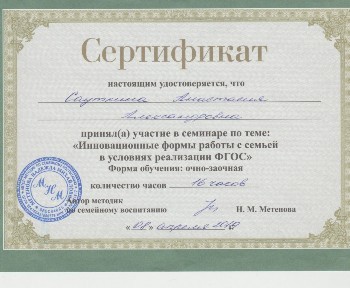 Сертификат
настоящим удостоверяется, что
Анастасия
Александровна
принял(а) участие в семинаре по теме:
«Инновационные формы работы с семьей
в условиях реализации ФГОС»
Форма обучения: очно-заочная
количество часов 16 часов
Автор методик
по семейному воспитанию Н. М. Метенова
МНМ
апреля